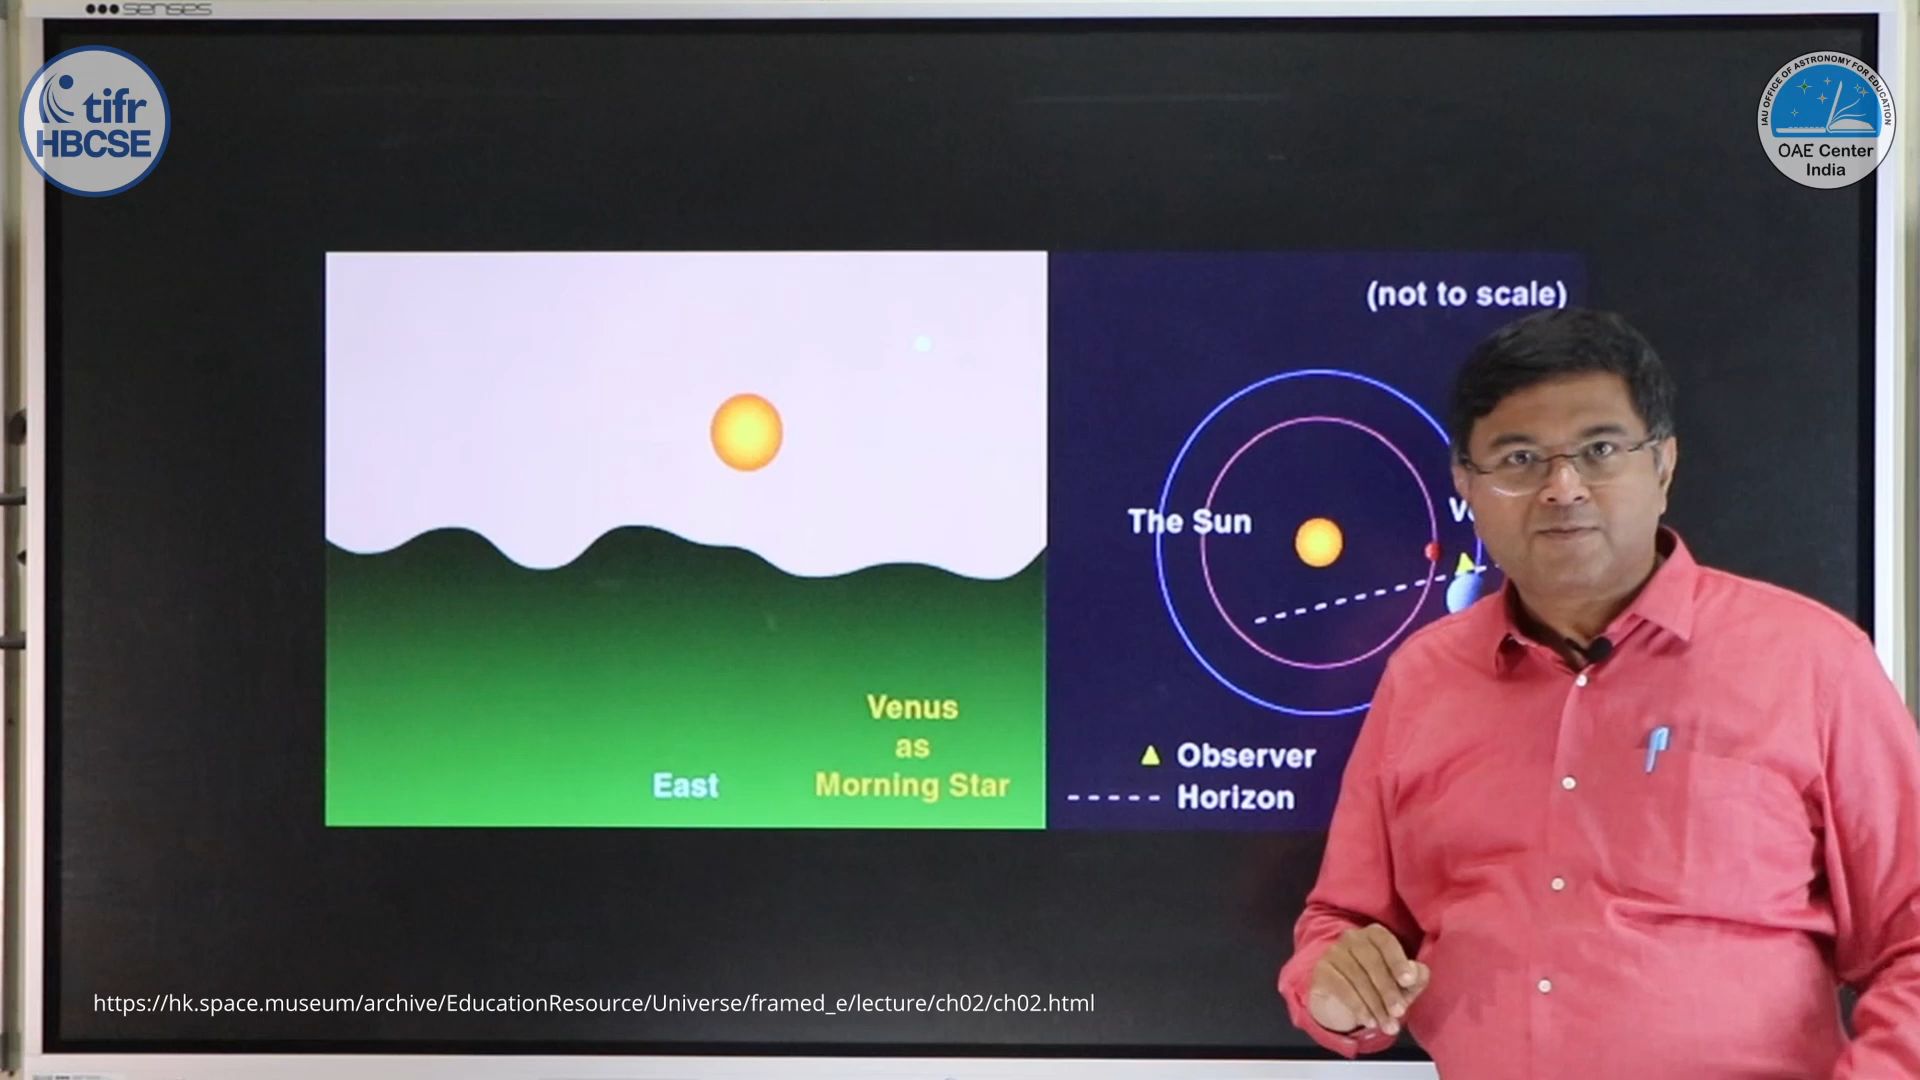 senses
tifr
HBCSE
IAU OFFICE OF ASTRONOMY FOR EDUCATION
OAE Center
India
(not to scale)
The Sun
Venus
as
Morning Star
East
Observer
Horizon
https://hk.space.museum/archive/EducationResource/Universe/framed_e/lecture/ch02/ch02.html